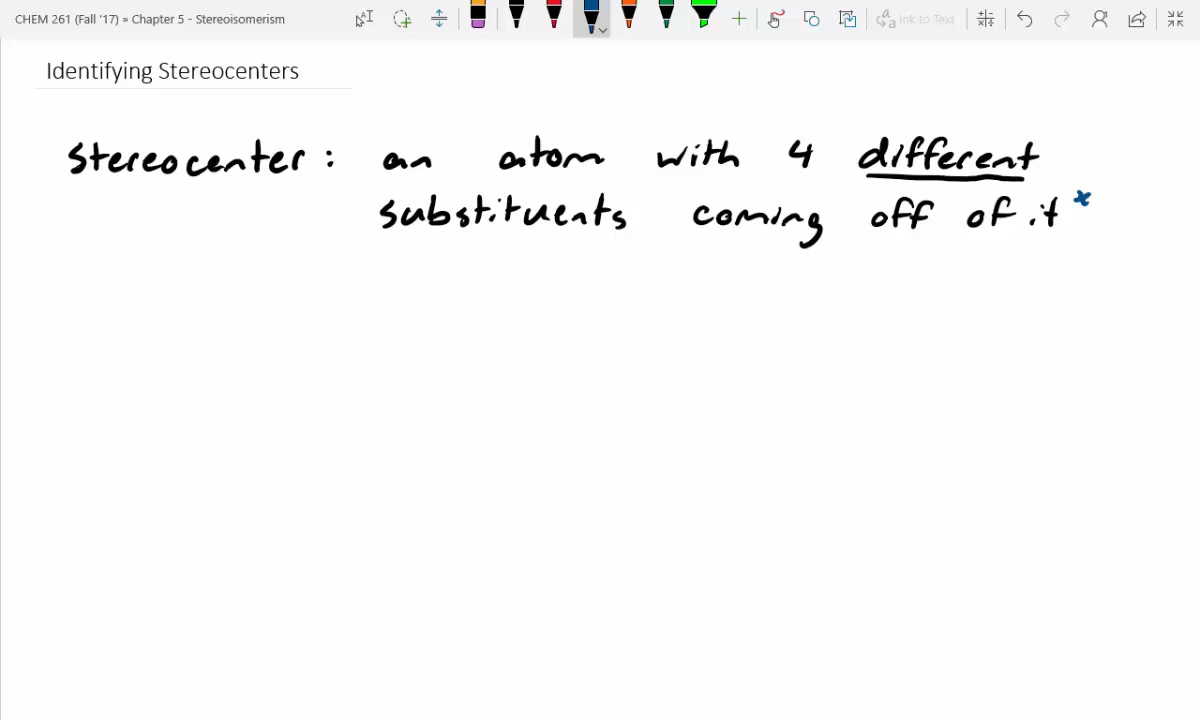 CHEM 261 (Fall '17) » Chapter 5 - Stereoisomerism
Ink to Text
Identifying Stereocenters
Stereocenter: an atom with 4 different
substituents coming off of it *